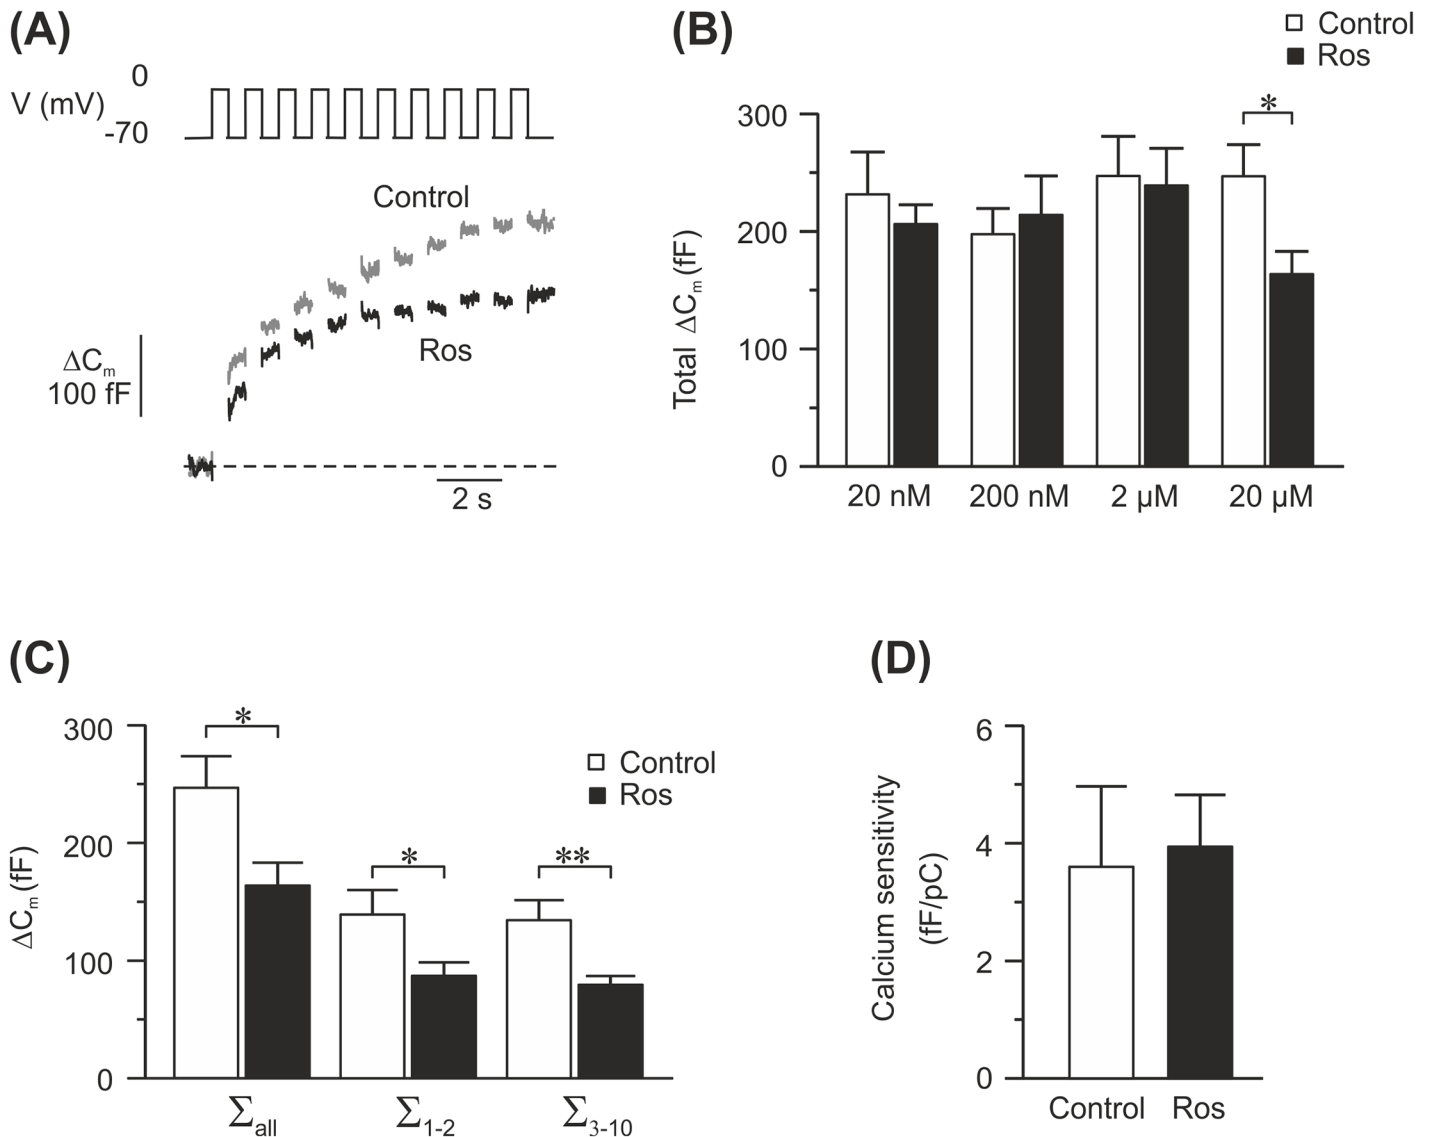 (A)
0
V (mV)
-70
Control
Ros
ΔCm
100 fF
2 s
(B)
Control
Ros
*
300
200
100
0
Total ΔCm (fF)
20 nM 200 nM 2 µM 20 µM
(C)
300
200
100
0
ΔCm (fF)
* * **
Control
Ros
Σall Σ1-2 Σ3-10
(D)
6
4
2
0
Calcium sensitivity
(fF/pC)
Control Ros